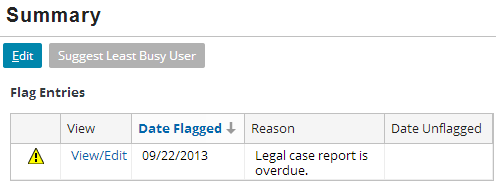 Summary
Edit Suggest Least Busy User
Flag Entries
View Date Flagged Reason Date Unflagged
View/Edit 09/22/2013 Legal case report is
overdue.